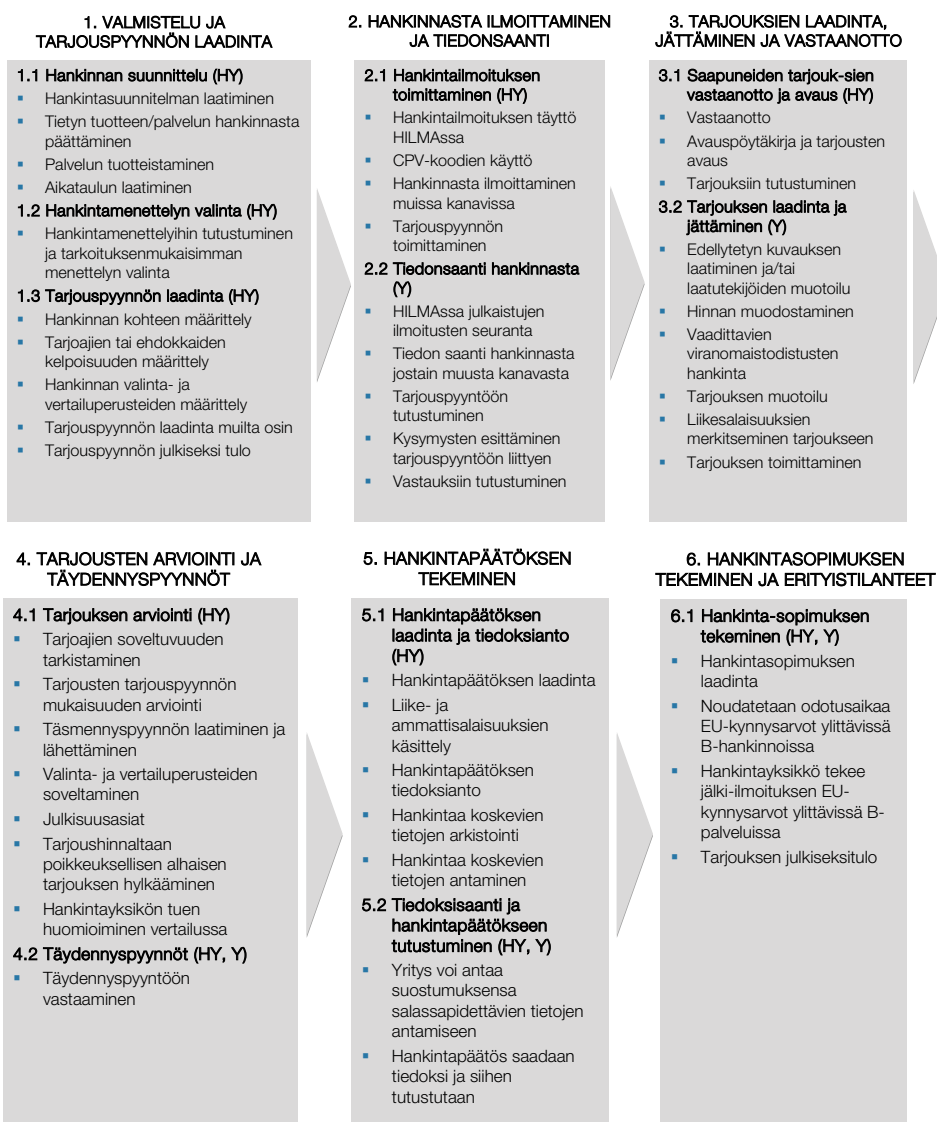 1. VALMISTELU JA
TARJOUSPYYNNÖN LAADINTA
1.1 Hankinnan suunnittelu (HY)
▪ Hankintasuunnitelman laatiminen
▪ Tietyn tuotteen/palvelun hankinnasta
päättäminen
▪ Palvelun tuotteistaminen
▪ Aikataulun laatiminen
1.2 Hankintamenettelyn valinta (HY)
▪ Hankintamenettelyihin tutustuminen
ja tarkoituksenmukaisimman
menettelyn valinta
1.3 Tarjouspyynnön laadinta (HY)
▪ Hankinnan kohteen määrittely
▪ Tarjoajien tai ehdokkaiden
kelpoisuuden määrittely
▪ Hankinnan valinta- ja
vertailuperusteiden määrittely
▪ Tarjouspyynnön laadinta muilta osin
▪ Tarjouspyynnön julkiseksi tulo
2. HANKINNASTA ILMOITTAMINEN
JA TIEDONSAANTI
2.1 Hankintailmoituksen
toimittaminen (HY)
▪ Hankintailmoituksen täyttö
HILMAssa
▪ CPV-koodien käyttö
▪ Hankinnasta ilmoittaminen
muissa kanavissa
▪ Tarjouspyynnön
toimittaminen
2.2 Tiedonsaanti hankinnasta
(Y)
▪ HILMAssa julkaistujen
ilmoitusten seuranta
▪ Tiedon saanti hankinnasta
jostain muusta kanavasta
▪ Tarjouspyyntöön
tutustuminen
▪ Kysymysten esittäminen
tarjouspyyntöön liittyen
▪ Vastauksiin tutustuminen
3. TARJOUKSIEN LAADINTA,
JÄTTÄMINEN JA VASTAANOTTO
3.1 Saapuneiden tarjouk-sien
vastaanotto ja avaus (HY)
▪ Vastaanotto
▪ Avauspöytäkirja ja tarjousten
avaus
▪ Tarjouksiin tutustuminen
3.2 Tarjouksen laadinta ja
jättäminen (Y)
▪ Edellytetyn kuvauksen
laatiminen ja/tai
laatutekijöiden muotoilu
▪ Hinnan muodostaminen
▪ Vaadittavien
viranomaistodistusten
hankinta
▪ Tarjouksen muotoilu
▪ Liikesalaisuuksien
merkitseminen tarjoukseen
▪ Tarjouksen toimittaminen
4. TARJOUSTEN ARVIOINTI JA
TÄYDENNYSPYYNNÖT
4.1 Tarjouksen arviointi (HY)
▪ Tarjoajien soveltuvuuden
tarkistaminen
▪ Tarjousten tarjouspyynnön
mukaisuuden arviointi
▪ Täsmennyspyynnön laatiminen ja
lähettäminen
▪ Valinta- ja vertailuperusteiden
soveltaminen
▪ Julkisuusasiat
▪ Tarjoushinnaltaan
poikkeuksellisen alhaisen
tarjouksen hylkääminen
▪ Hankintayksikön tuen
huomioiminen vertailussa
4.2 Täydennyspyynnöt (HY, Y)
▪ Täydennyspyyntöön
vastaaminen
5. HANKINTAPÄÄTÖKSEN
TEKEMINEN
5.1 Hankintapäätöksen
laadinta ja tiedoksianto
(HY)
▪ Hankintapäätöksen laadinta
▪ Liike- ja
ammattisalaisuuksien
käsittely
▪ Hankintapäätöksen
tiedoksianto
▪ Hankintaa koskevien
tietojen arkistointi
▪ Hankintaa koskevien
tietojen antaminen
5.2 Tiedoksisaanti ja
hankintapäätökseen
tutustuminen (HY, Y)
▪ Yritys voi antaa
suostumuksensa
salassapidettävien tietojen
antamiseen
▪ Hankintapäätös saadaan
tiedoksi ja siihen
tutustutaan
6. HANKINTASOPIMUKSEN
TEKEMINEN JA ERITYISTILANTEET
6.1 Hankinta-sopimuksen
tekeminen (HY, Y)
▪ Hankintasopimuksen
laadinta
▪ Noudatetaan odotusaikaa
EU-kynnysarvot ylittävissä
B-hankinnoissa
▪ Hankintayksikkö tekee
jälki-ilmoituksen EU-
kynnysarvot ylittävissä B-
palveluissa
▪ Tarjouksen julkiseksitulo